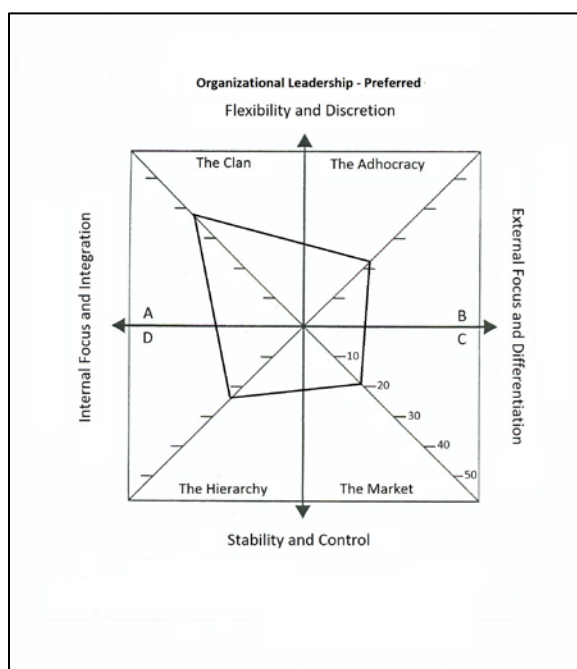 Organizational Leadership - Preferred
Flexibility and Discretion
The Clan
The Adhocracy
Internal Focus and Integration
External Focus and Differentiation
A
B
D
C
10
20
30
40
50
The Hierarchy
The Market
Stability and Control